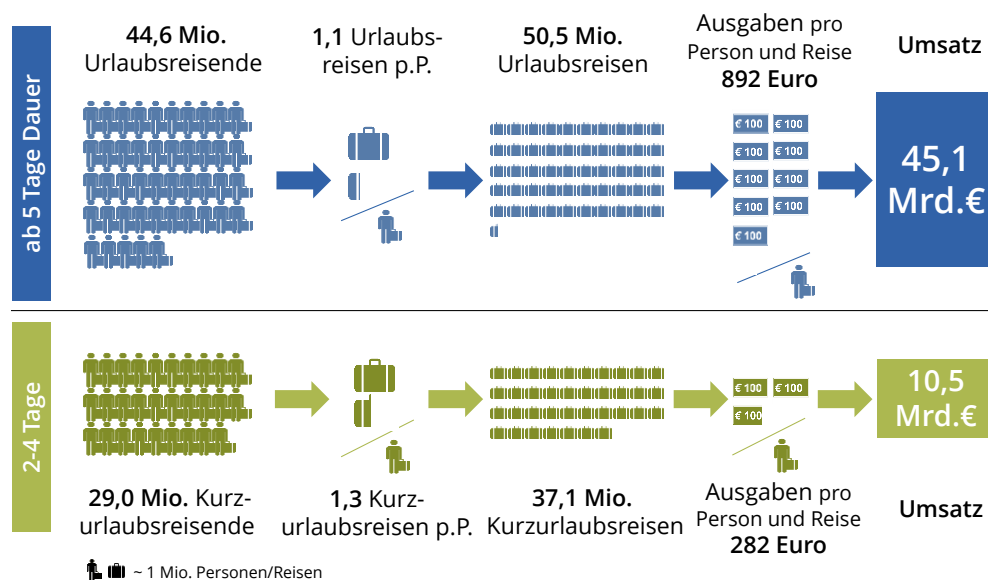 ab 5 Tage Dauer
44,6 Mio.
Urlaubsreisende
1,1 Urlaubs-
reisen p.P.
50,5 Mio.
Urlaubsreisen
Ausgaben pro
Person und Reise
892 Euro
Umsatz
€ 100 € 100
€ 100 € 100
€ 100 € 100
€ 100 € 100
€ 100
45,1
Mrd.€
2-4 Tage
€ 100 € 100
€ 100
10,5
Mrd.€
29,0 Mio. Kurz-
urlaubsreisende
1,3 Kurz-
urlaubsreisen p.P.
37,1 Mio.
Kurzurlaubsreisen
Ausgaben pro
Person und Reise
282 Euro
Umsatz
~ 1 Mio. Personen/Reisen